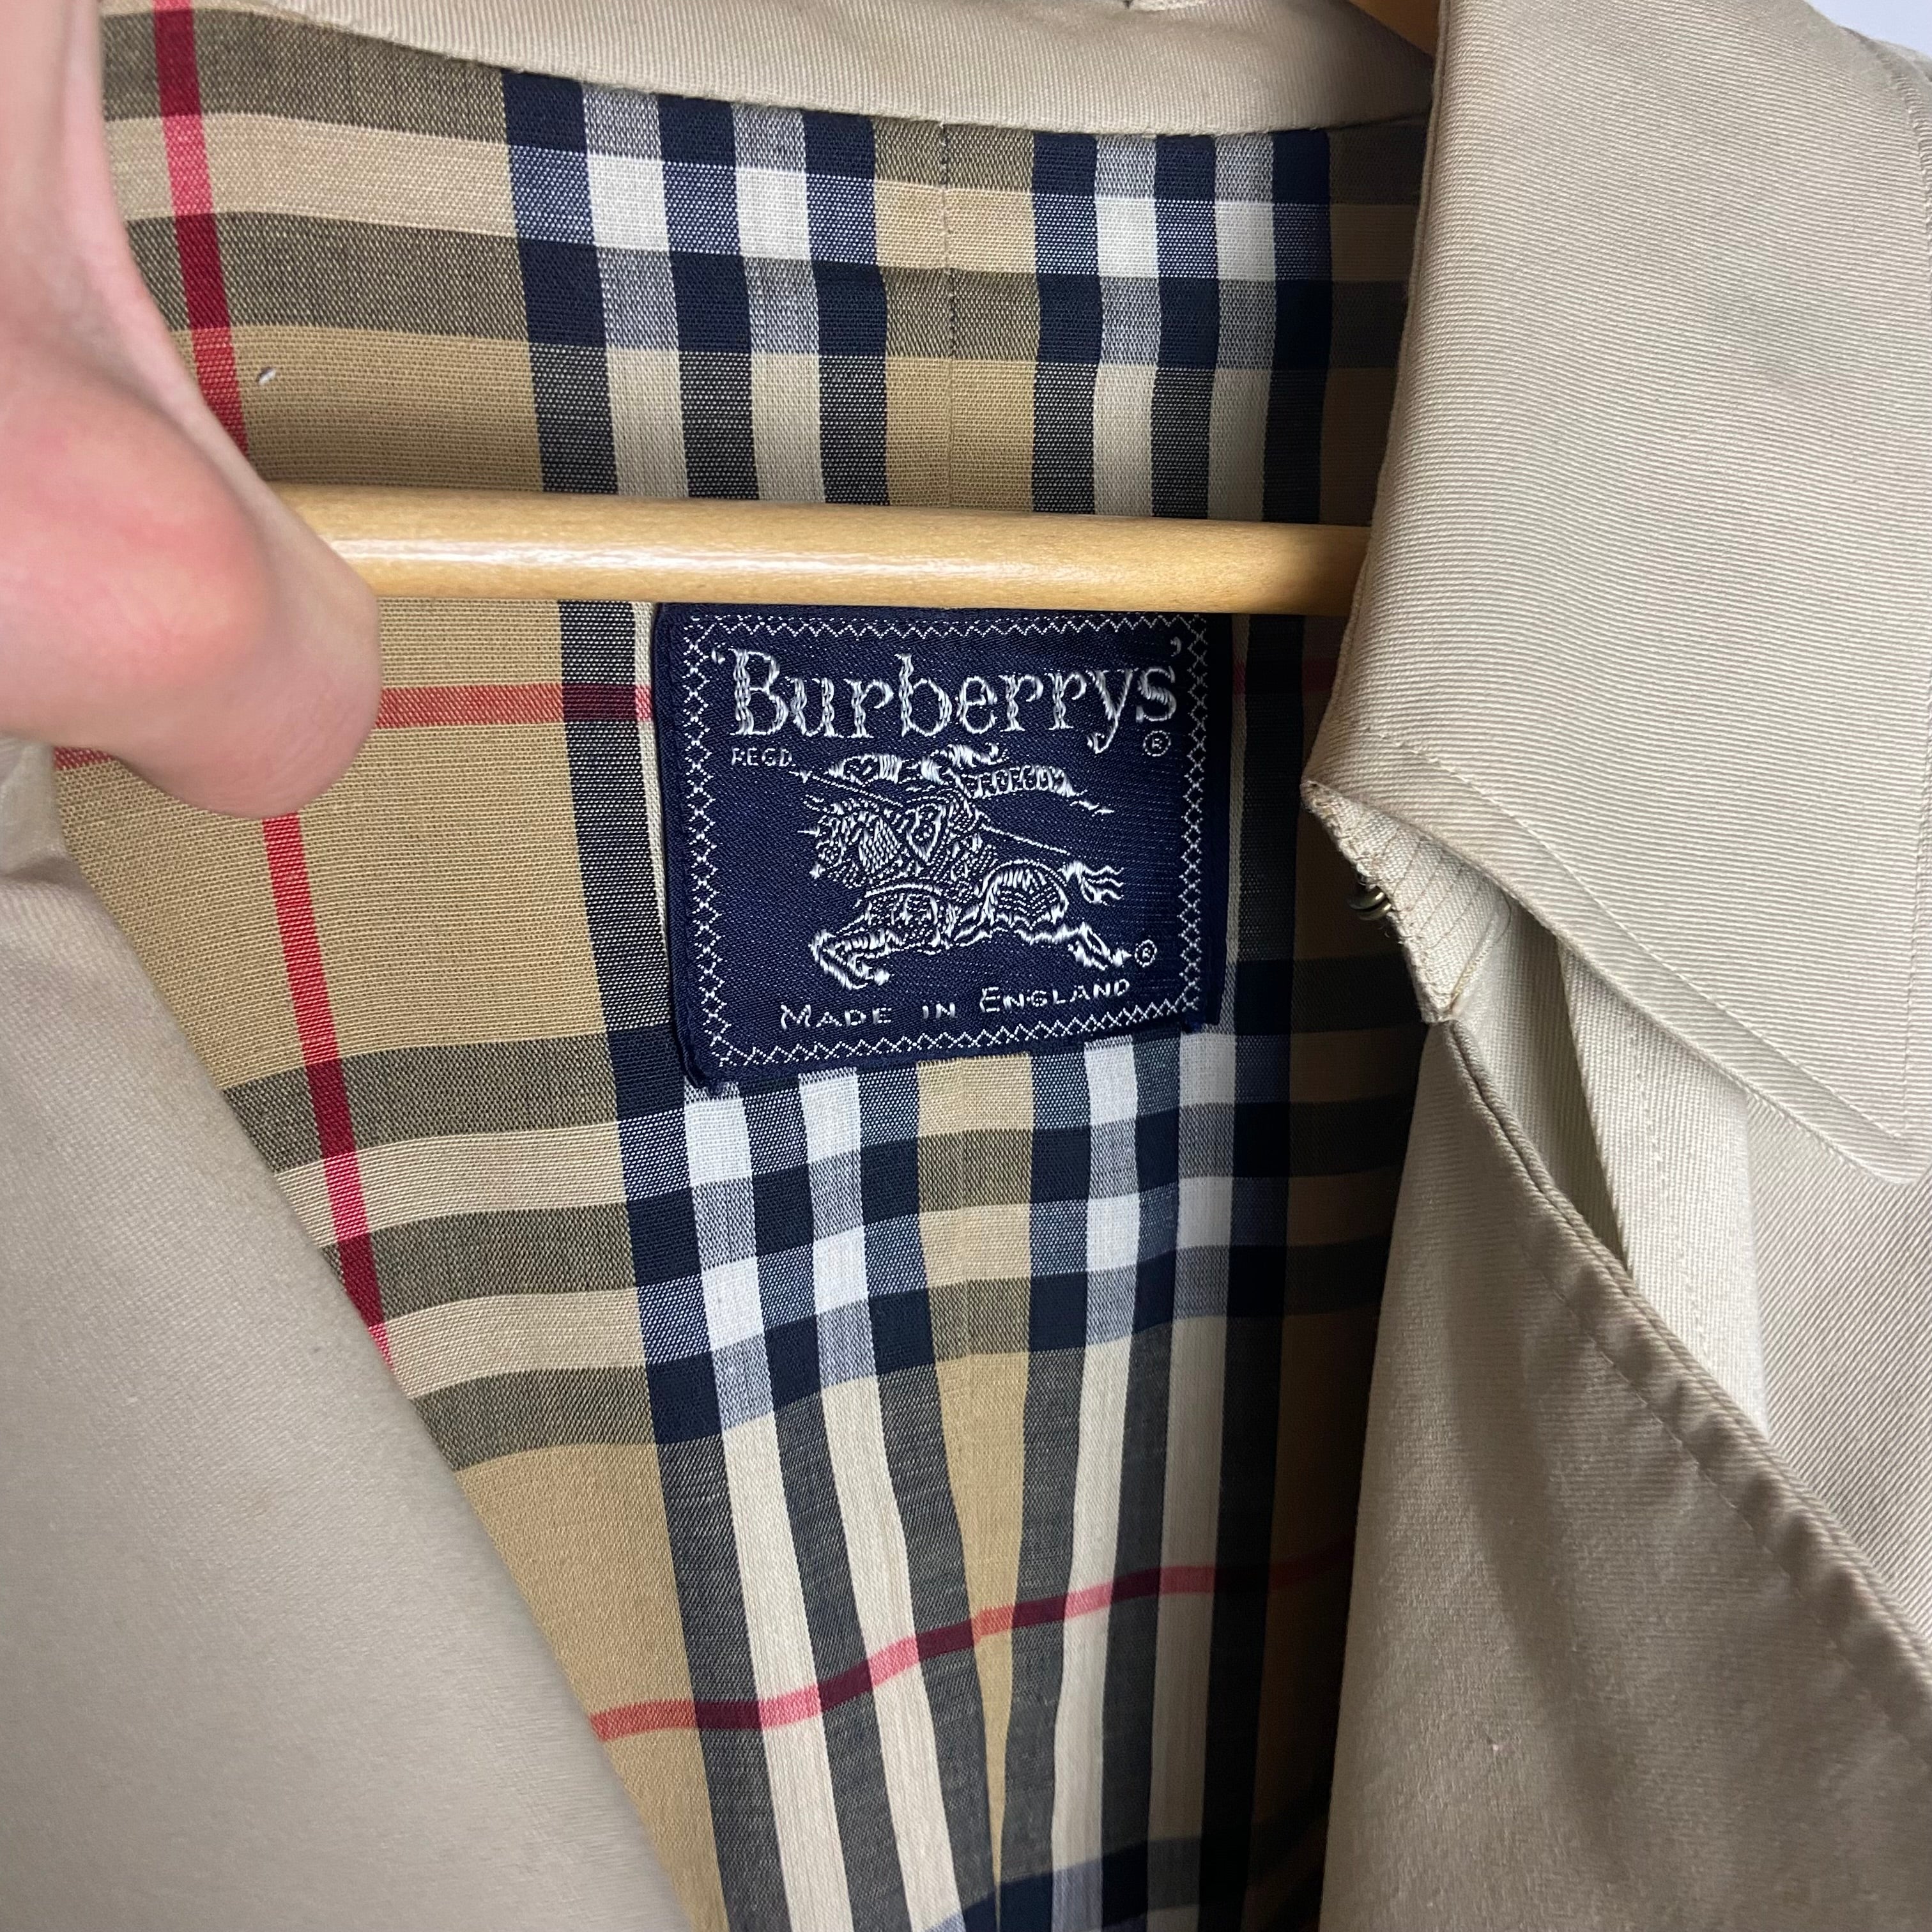 'Burberrys'
REGD. ®
PRORSUM
®
MADE IN ENGLAND